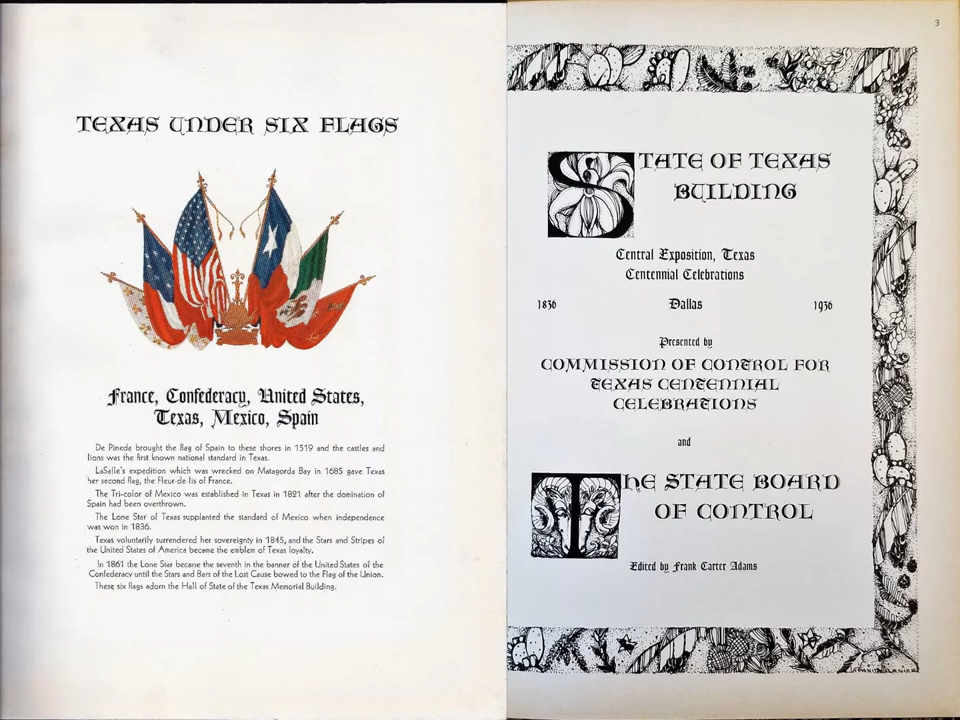 TEXAS UNDER SIX FLAGS
France, Confederacy, United States,
Texas, Mexico, Spain
De Pineda brought the flag of Spain to these shores in 1519 and the castles and
lions was the first known national standard in Texas.
LaSalle's expedition which was wrecked on Matagorda Bay in 1685 gave Texas
her second flag, the Fleur-de-lis of France.
The Tri-color of Mexico was established in Texas in 1821 after the domination of
Spain had been overthrown.
The Lone Star of Texas supplanted the standard of Mexico when independence
was won in 1836.
Texas voluntarily surrendered her sovereignty in 1845, and the Stars and Stripes of
the United States of America became the emblem of Texas loyalty.
In 1861 the Lone Star became the seventh in the banner of the United States of the
Confederacy until the Stars and Bars of the Lost Cause bowed to the Flag of the Union.
These six flags adorn the Hall of State of the Texas Memorial Building.
3
STATE OF TEXAS
BUILDING
Central Exposition, Texas
Centennial Celebrations
1836 Dallas 1936
Presented by
COMMISSION OF CONTROL FOR
TEXAS CENTENNIAL
CELEBRATIONS
and
THE STATE BOARD
OF CONTROL
Edited by Frank Carter Adams